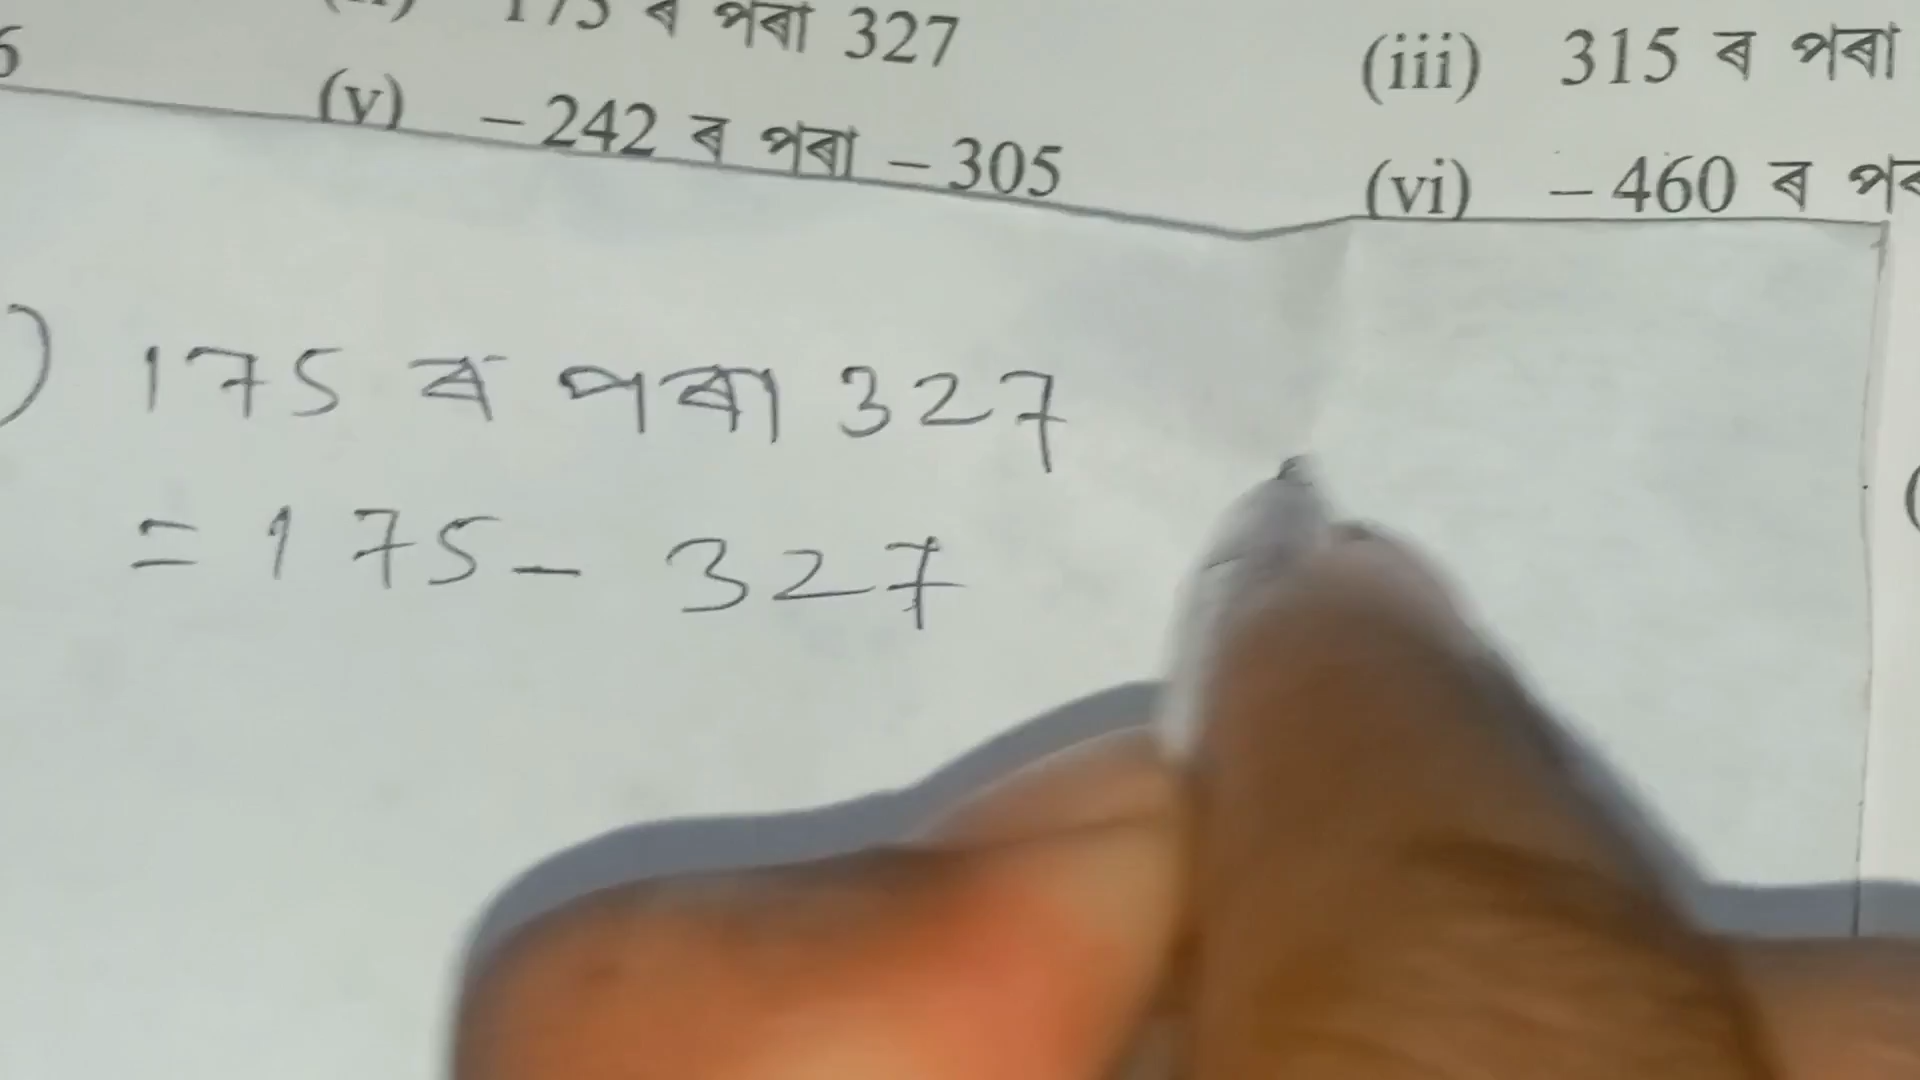 175 ৰ পৰা 327
(iii) 315 ৰ পৰা
(v) – 242 ৰ পৰা – 305
(vi) – 460 ৰ
) 175 ৰ পৰা 327
= 175 – 327